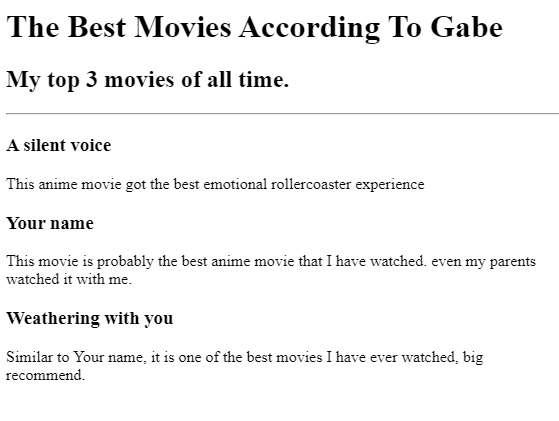 The Best Movies According To Gabe
My top 3 movies of all time.
A silent voice
This anime movie got the best emotional rollercoaster experience
Your name
This movie is probably the best anime movie that I have watched. even my parents
watched it with me.
Weathering with you
Similar to Your name, it is one of the best movies I have ever watched, big
recommend.